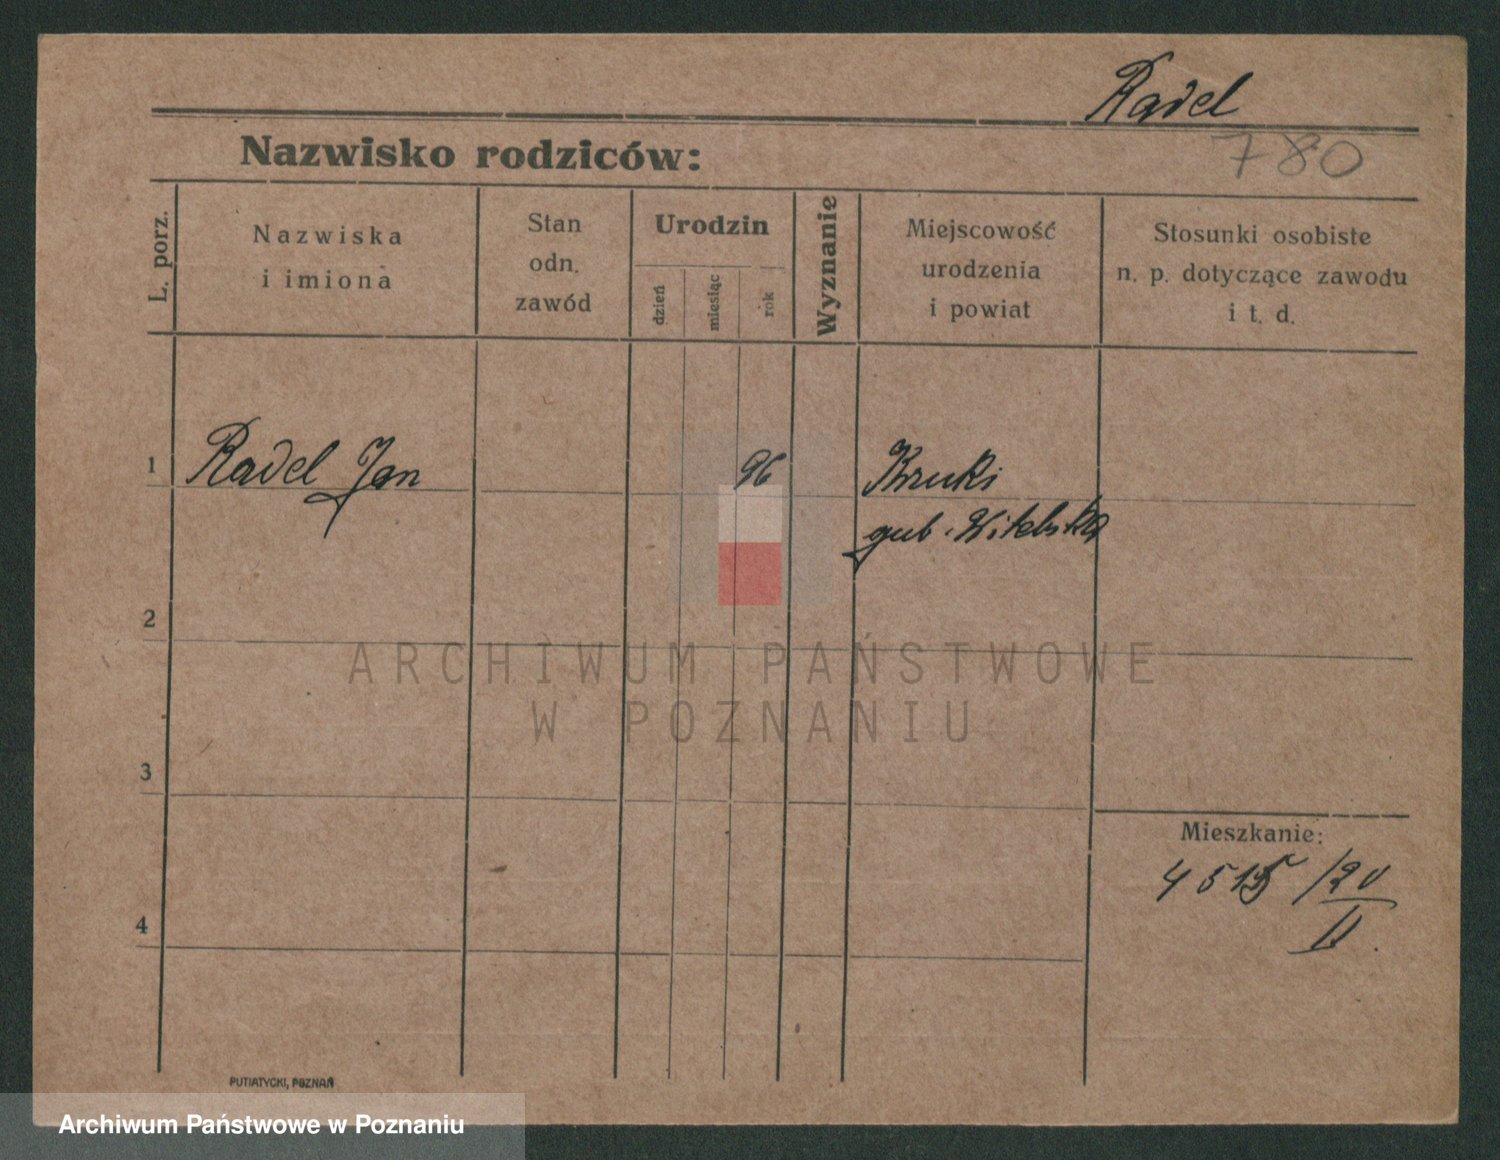 Radel
780
Nazwisko rodziców:
L. porz.
Nazwiska
i imiona
Stan
odn.
zawód
Urodzin
dzień
miesiąc
rok
Wyznanie
Miejscowość
urodzenia
i powiat
Stosunki osobiste
n. p. dotyczące zawodu
i t. d.
1
Radel Jan
96
Kruki
gub. Witebska
2
ARCHIWUM PAŃSTWOWE
W POZNANIU
3
Mieszkanie:
4515/20
4
PUTIATYCKI, POZNAŃ
Archiwum Państwowe w Poznaniu